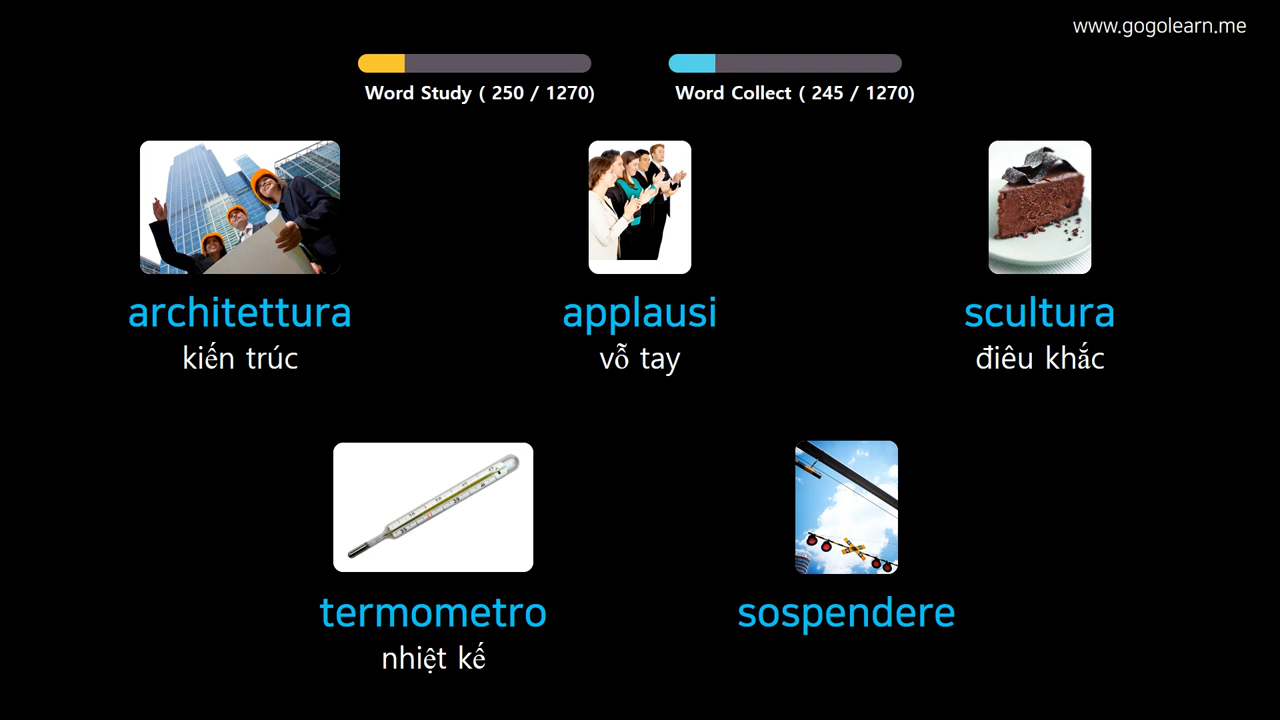 www.gogolearn.me
Word Study ( 250 / 1270)
Word Collect ( 245 / 1270)
architettura
kiến trúc
applausi
vỗ tay
scultura
điêu khắc
termometro
nhiệt kế
sospendere